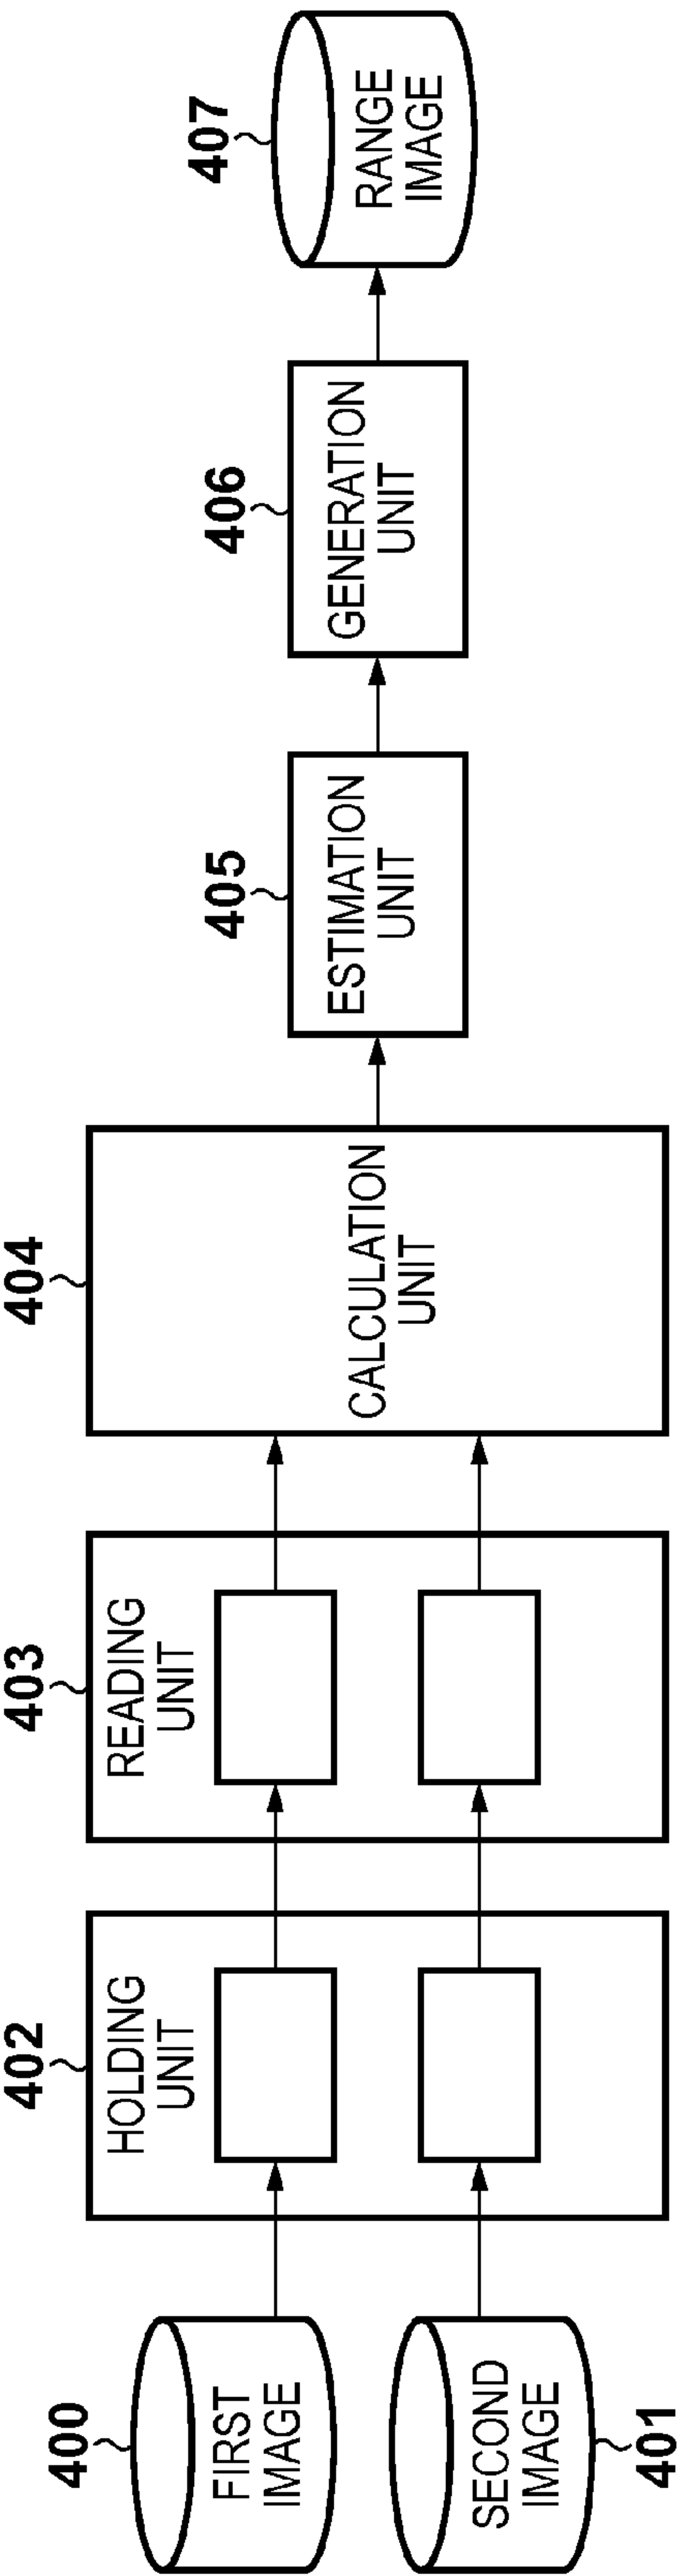 400
FIRST
IMAGE
401
SECOND
IMAGE
402
HOLDING
UNIT
403
READING
UNIT
404
CALCULATION
UNIT
405
ESTIMATION
UNIT
406
GENERATION
UNIT
407
RANGE
IMAGE